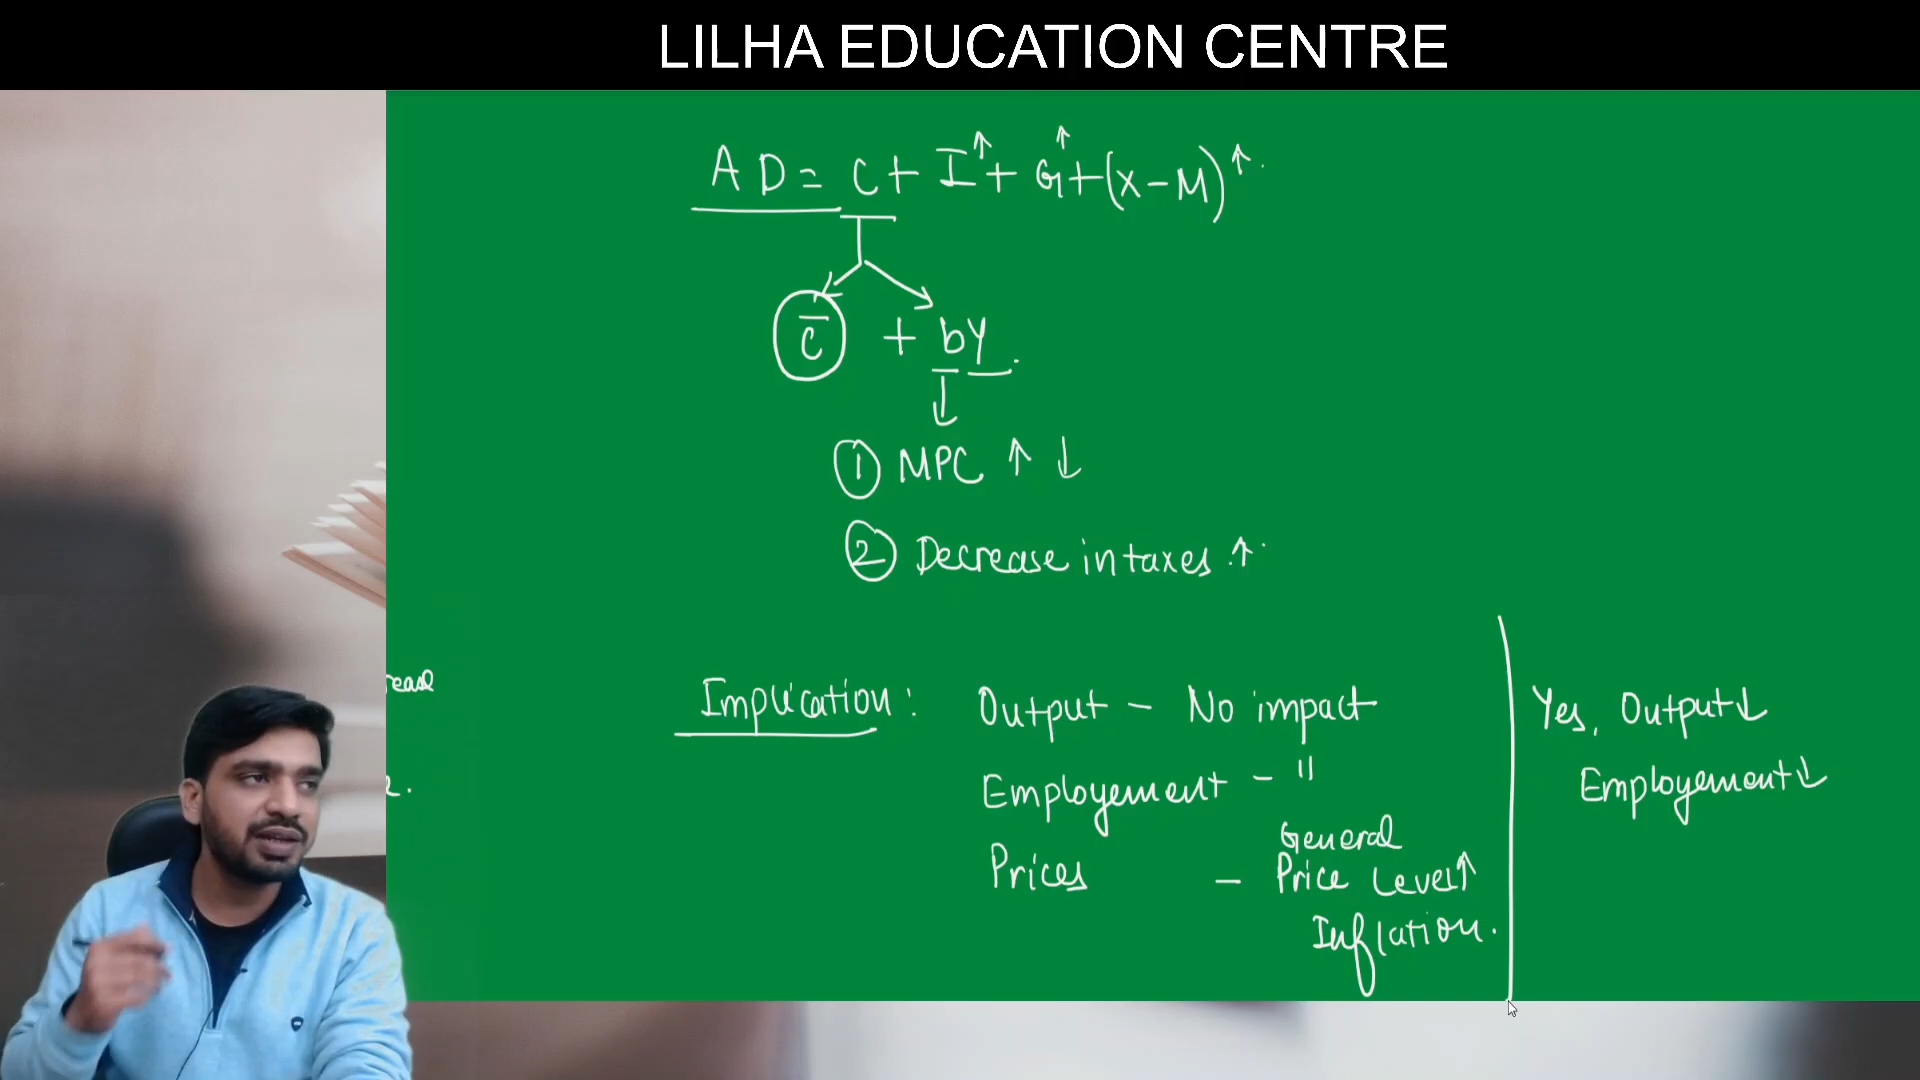 LILHA EDUCATION CENTRE
AD = C + I↑ + G↑ + (X-M)↑.
C̄ + bY.
↓
① MPC ↑ ↓
② Decrease in taxes ↑.
Implication: Output - No impact
Employement - "
Prices - General
Price Level↑
Inflation.
Yes, Output↓
Employement↓